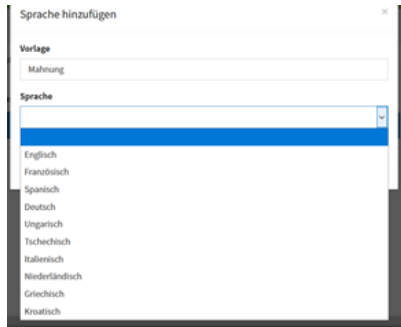 Sprache hinzufügen
×
Vorlage
Mahnung
Sprache
Englisch
Französisch
Spanisch
Deutsch
Ungarisch
Tschechisch
Italienisch
Niederländisch
Griechisch
Kroatisch